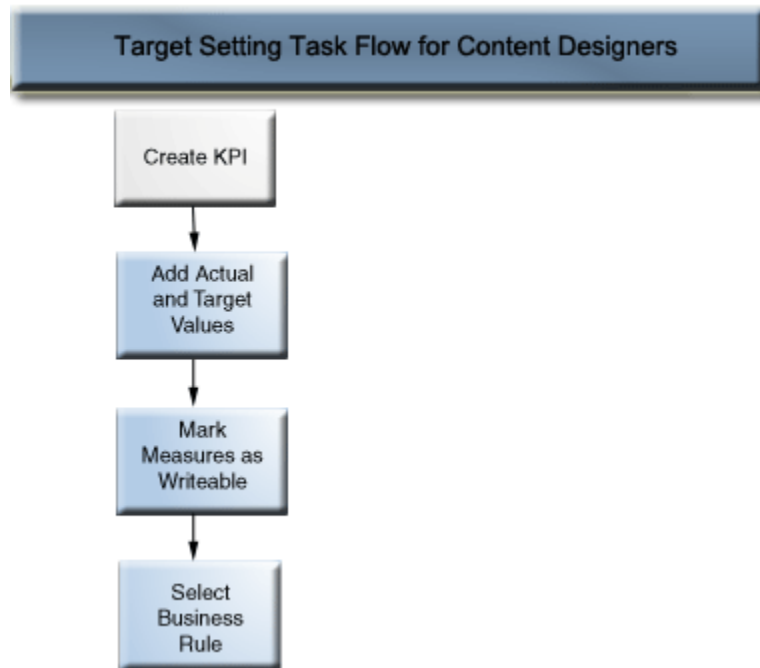 Target Setting Task Flow for Content Designers
Create KPI
Add Actual
and Target
Values
Mark
Measures as
Writeable
Select
Business
Rule